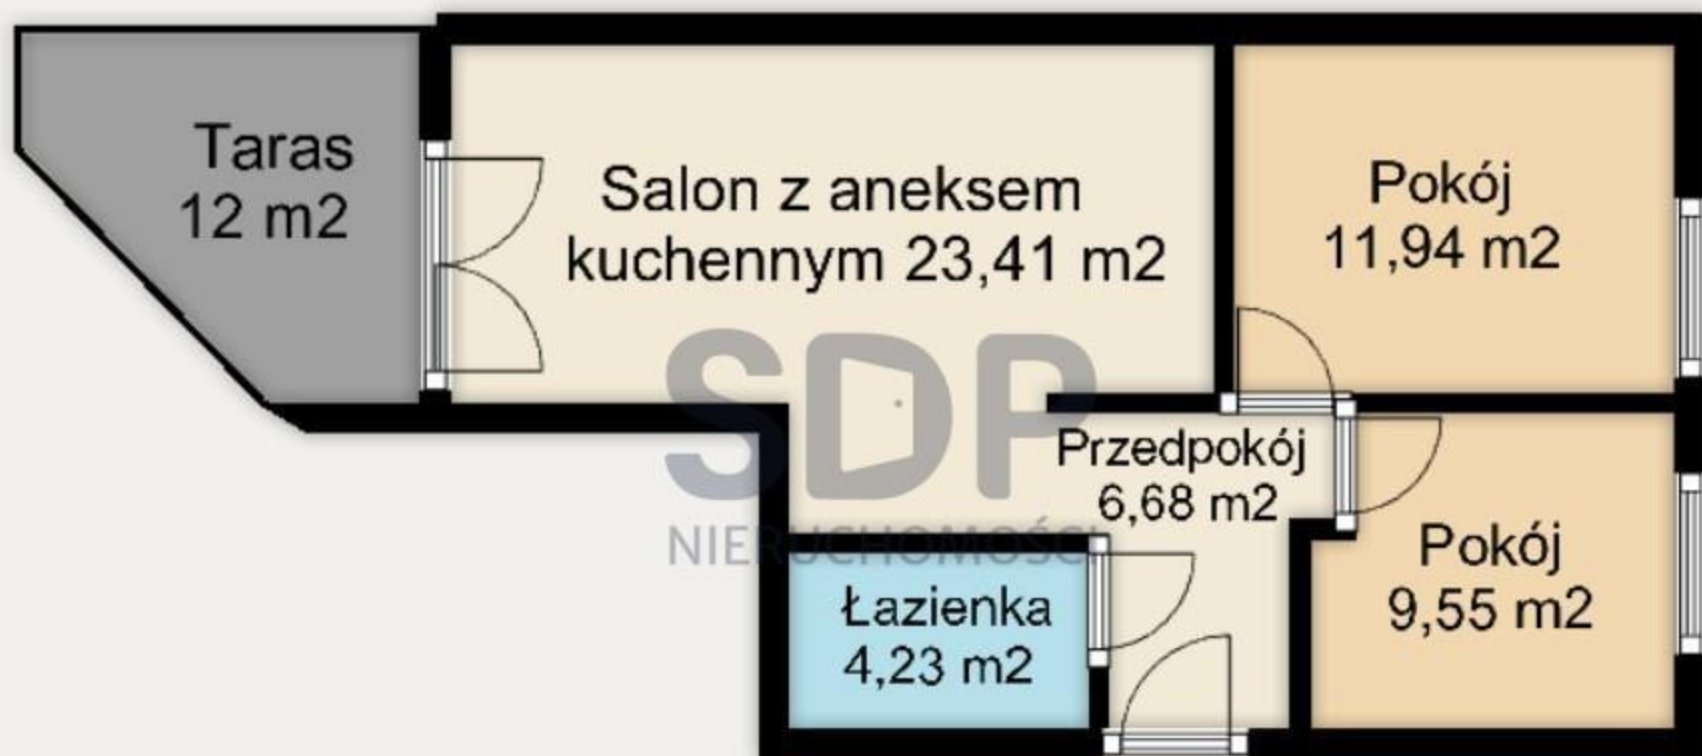 Taras
12 m2
Salon z aneksem
kuchennym 23,41 m2
Pokój
11,94 m2
SDP
NIERUCHOMOŚCI
Przedpokój
6,68 m2
Łazienka
4,23 m2
Pokój
9,55 m2